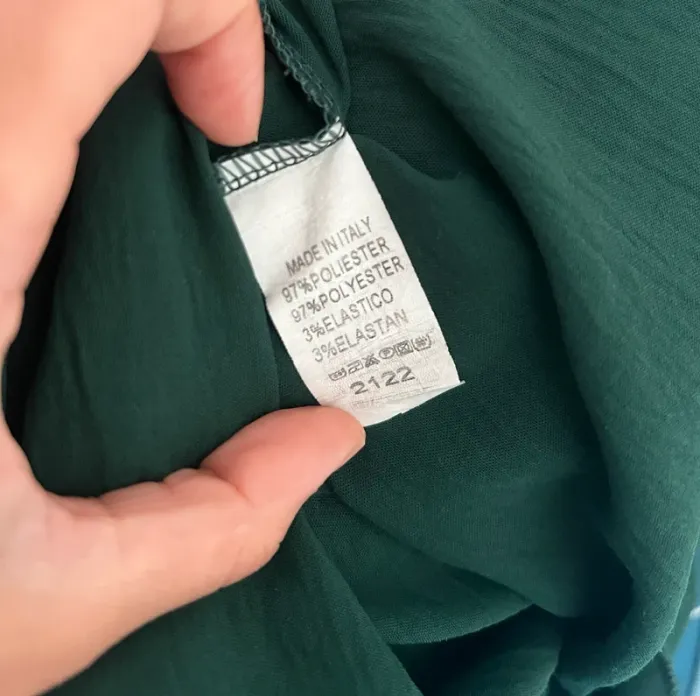 MADE IN ITALY
97%POLIESTER
97%POLYESTER
3%ELASTICO
3%ELASTAN
2122